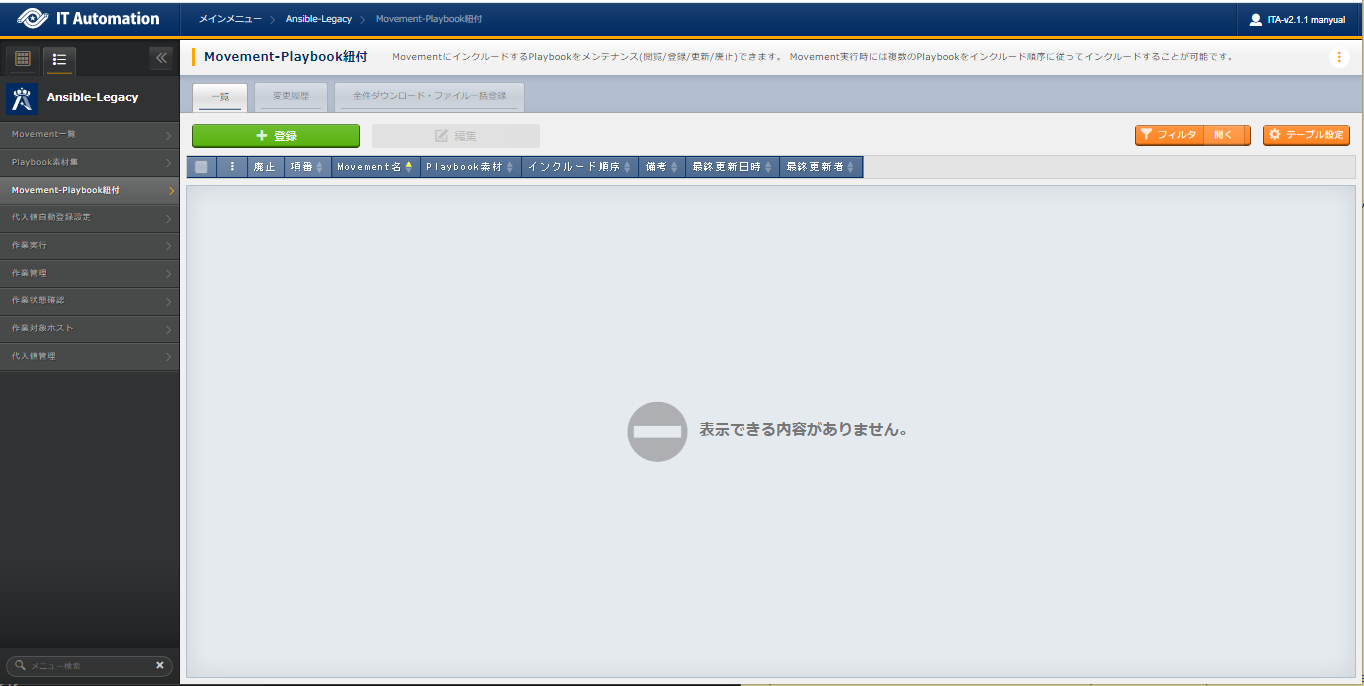 IT Automation
メインメニュー
Ansible-Legacy
Movement-Playbook紐付
ITA-v2.1.1 manyual
Ansible-Legacy
Movement一覧
Playbook素材集
Movement-Playbook紐付
代入値自動登録設定
作業実行
作業管理
作業状態確認
作業対象ホスト
代入値管理
メニュー検索
Movement-Playbook紐付
MovementにインクルードするPlaybookをメンテナンス(閲覧/登録/更新/廃止)できます。 Movement実行時には複数のPlaybookをインクルード順序に従ってインクルードすることが可能です。
一覧
変更履歴
全件ダウンロード・ファイル一括登録
登録
編集
フィルタ
開く
テーブル設定
廃止
項番
Movement名
Playbook素材
インクルード順序
備考
最終更新日時
最終更新者
表示できる内容がありません。